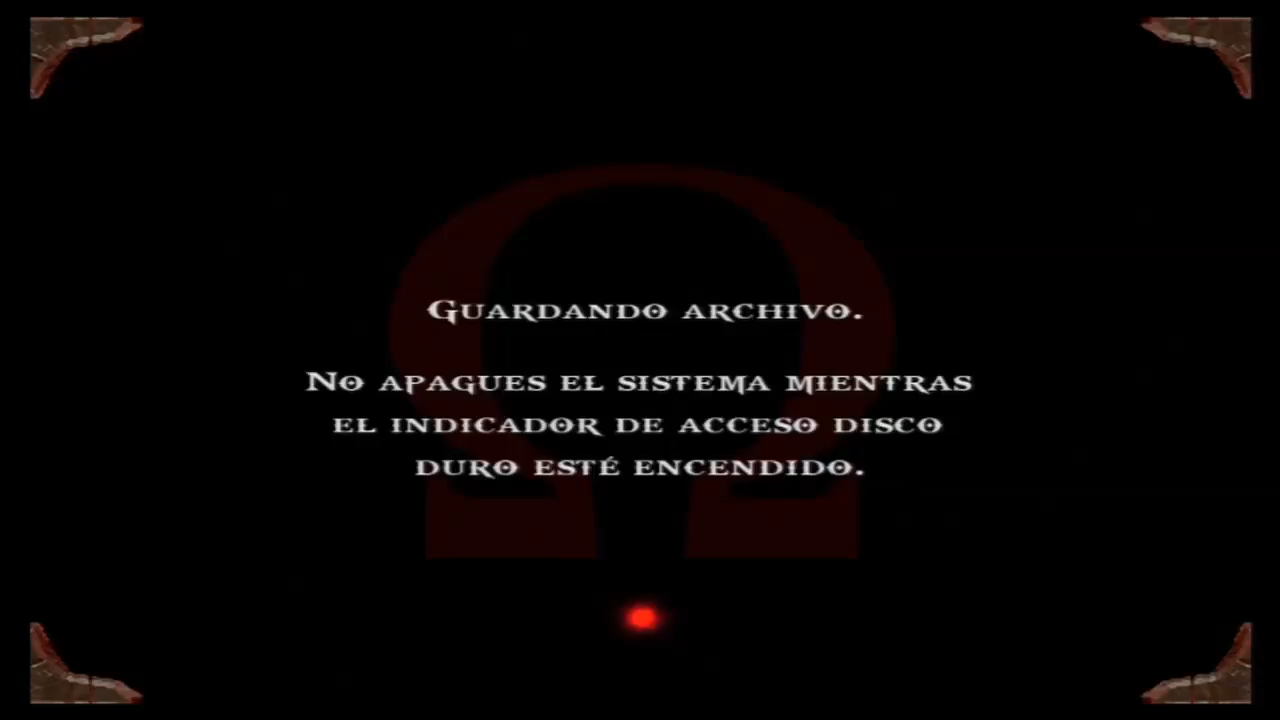 Guardando archivo.
No apagues el sistema mientras
el indicador de acceso disco
duro esté encendido.